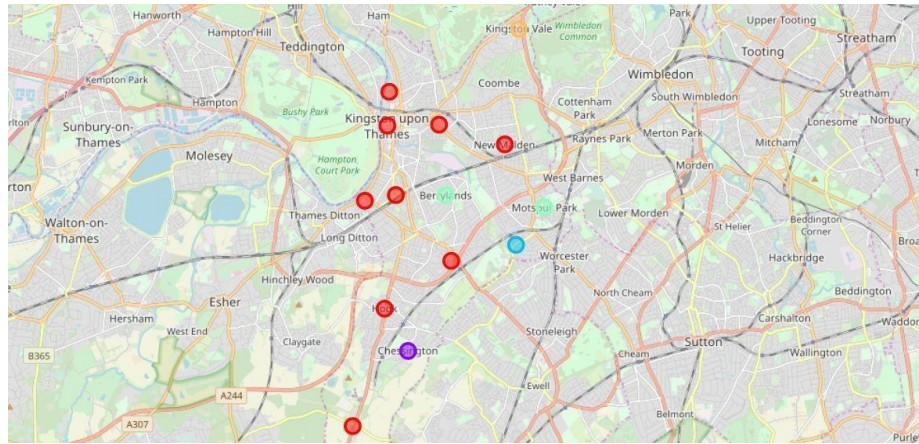 Hanworth
Hill
Ham
Kingston Vale
Wimbledon
Common
Park
Upper Tooting
Hampton Hill
Teddington
Tooting
Streatham
Kempton Park
Coombe
Wimbledon
Hampton
Bushy Park
Cottenham
Park
South Wimbledon
Streatham
Sunbury-on-
Thames
Kingston upon
Thames
Lonesome
Norbury
Raynes Park
Merton Park
Mitcham
Molesey
Hampton
Court Park
Morden
West Barnes
Berrylands
Walton-on-
Thames
Thames Ditton
Motspur Park
Lower Morden
St Helier
Beddington
Corner
Long Ditton
Hackbridge
Worcester
Park
Hinchley Wood
North Cheam
Beddington
Esher
Hook
Hersham
West End
Claygate
Stoneleigh
Carshalton
B365
Chessington
Cheam
Sutton
Wallington
Ewell
A244
Belmont
A307